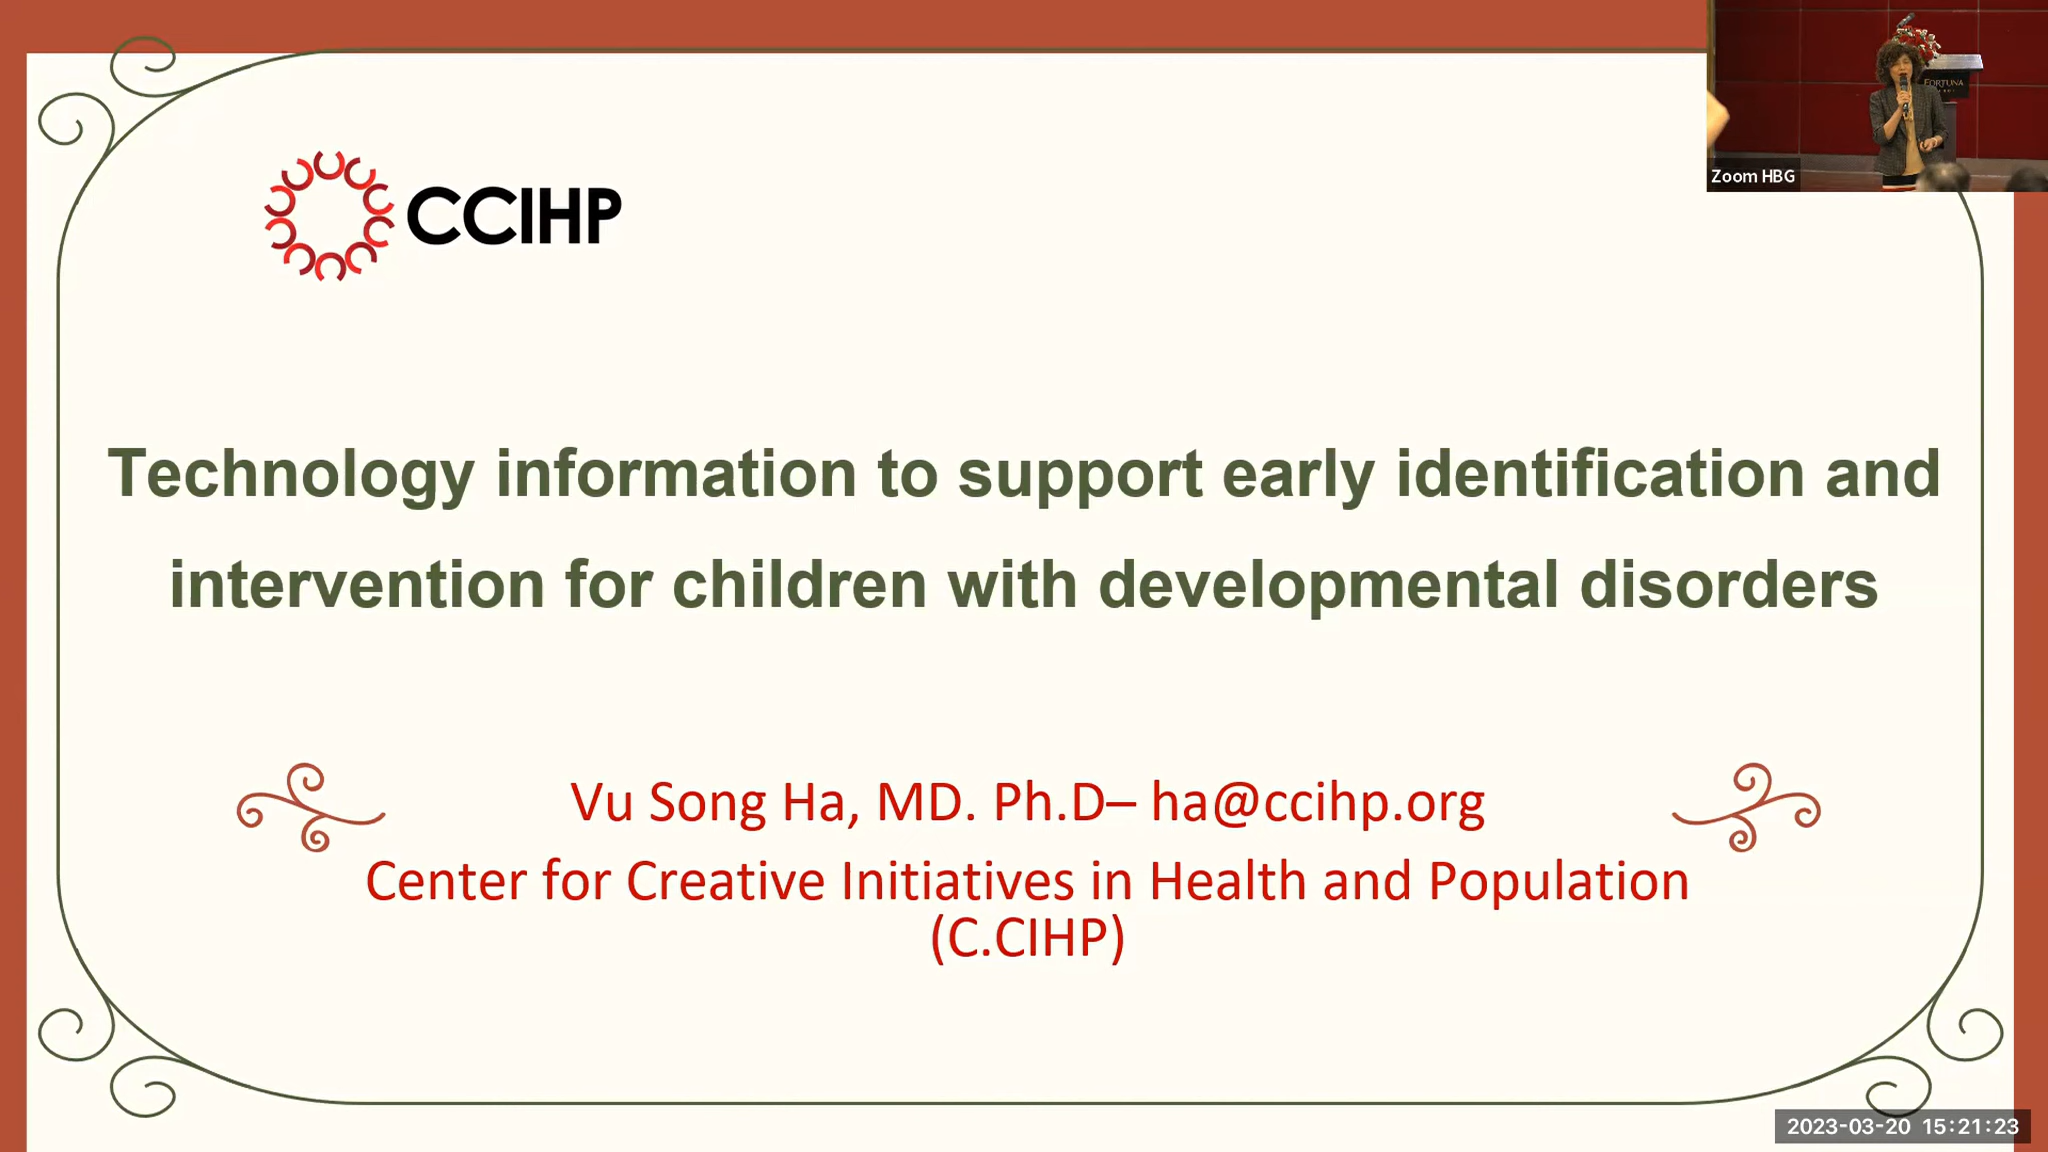 CCIHP
FORTUNA
Zoom HBG
Technology information to support early identification and
intervention for children with developmental disorders
Vu Song Ha, MD. Ph.D– ha@ccihp.org
Center for Creative Initiatives in Health and Population
(C.CIHP)
2023-03-20 15:21:23